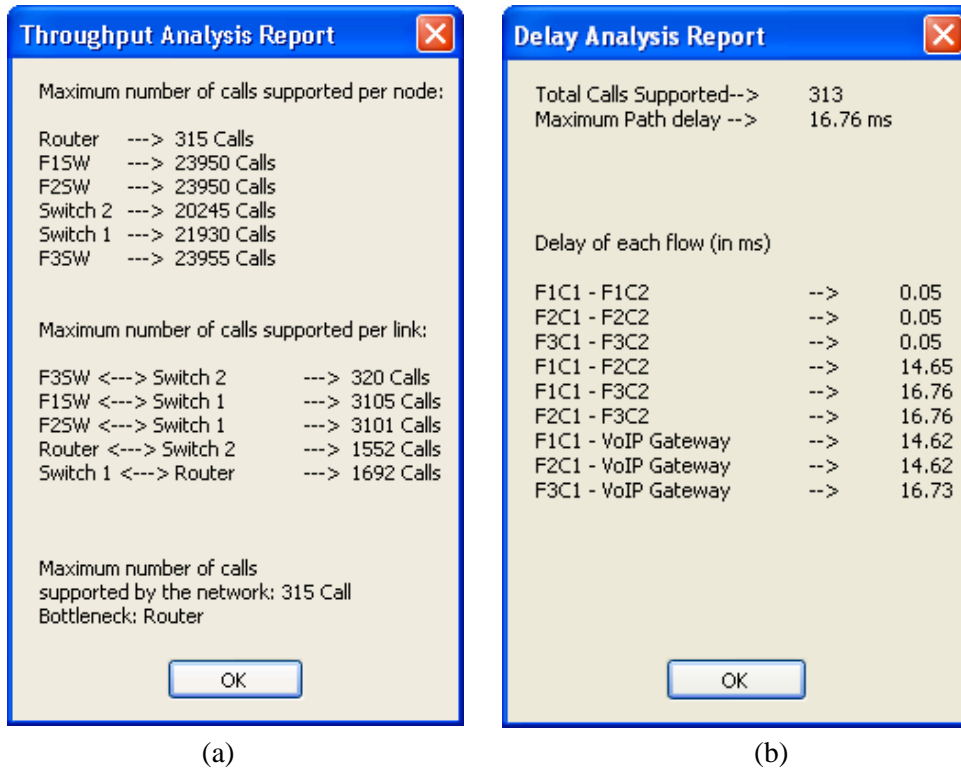 Throughput Analysis Report
Maximum number of calls supported per node:
Router ---> 315 Calls
F1SW ---> 23950 Calls
F2SW ---> 23950 Calls
Switch 2 ---> 20245 Calls
Switch 1 ---> 21930 Calls
F3SW ---> 23955 Calls
Maximum number of calls supported per link:
F3SW <---> Switch 2 ---> 320 Calls
F1SW <---> Switch 1 ---> 3105 Calls
F2SW <---> Switch 1 ---> 3101 Calls
Router <---> Switch 2 ---> 1552 Calls
Switch 1 <---> Router ---> 1692 Calls
Maximum number of calls
supported by the network: 315 Call
Bottleneck: Router
OK
(a)
Delay Analysis Report
Total Calls Supported--> 313
Maximum Path delay --> 16.76 ms
Delay of each flow (in ms)
F1C1 - F1C2 --> 0.05
F2C1 - F2C2 --> 0.05
F3C1 - F3C2 --> 0.05
F1C1 - F2C2 --> 14.65
F1C1 - F3C2 --> 16.76
F2C1 - F3C2 --> 16.76
F1C1 - VoIP Gateway --> 14.62
F2C1 - VoIP Gateway --> 14.62
F3C1 - VoIP Gateway --> 16.73
OK
(b)